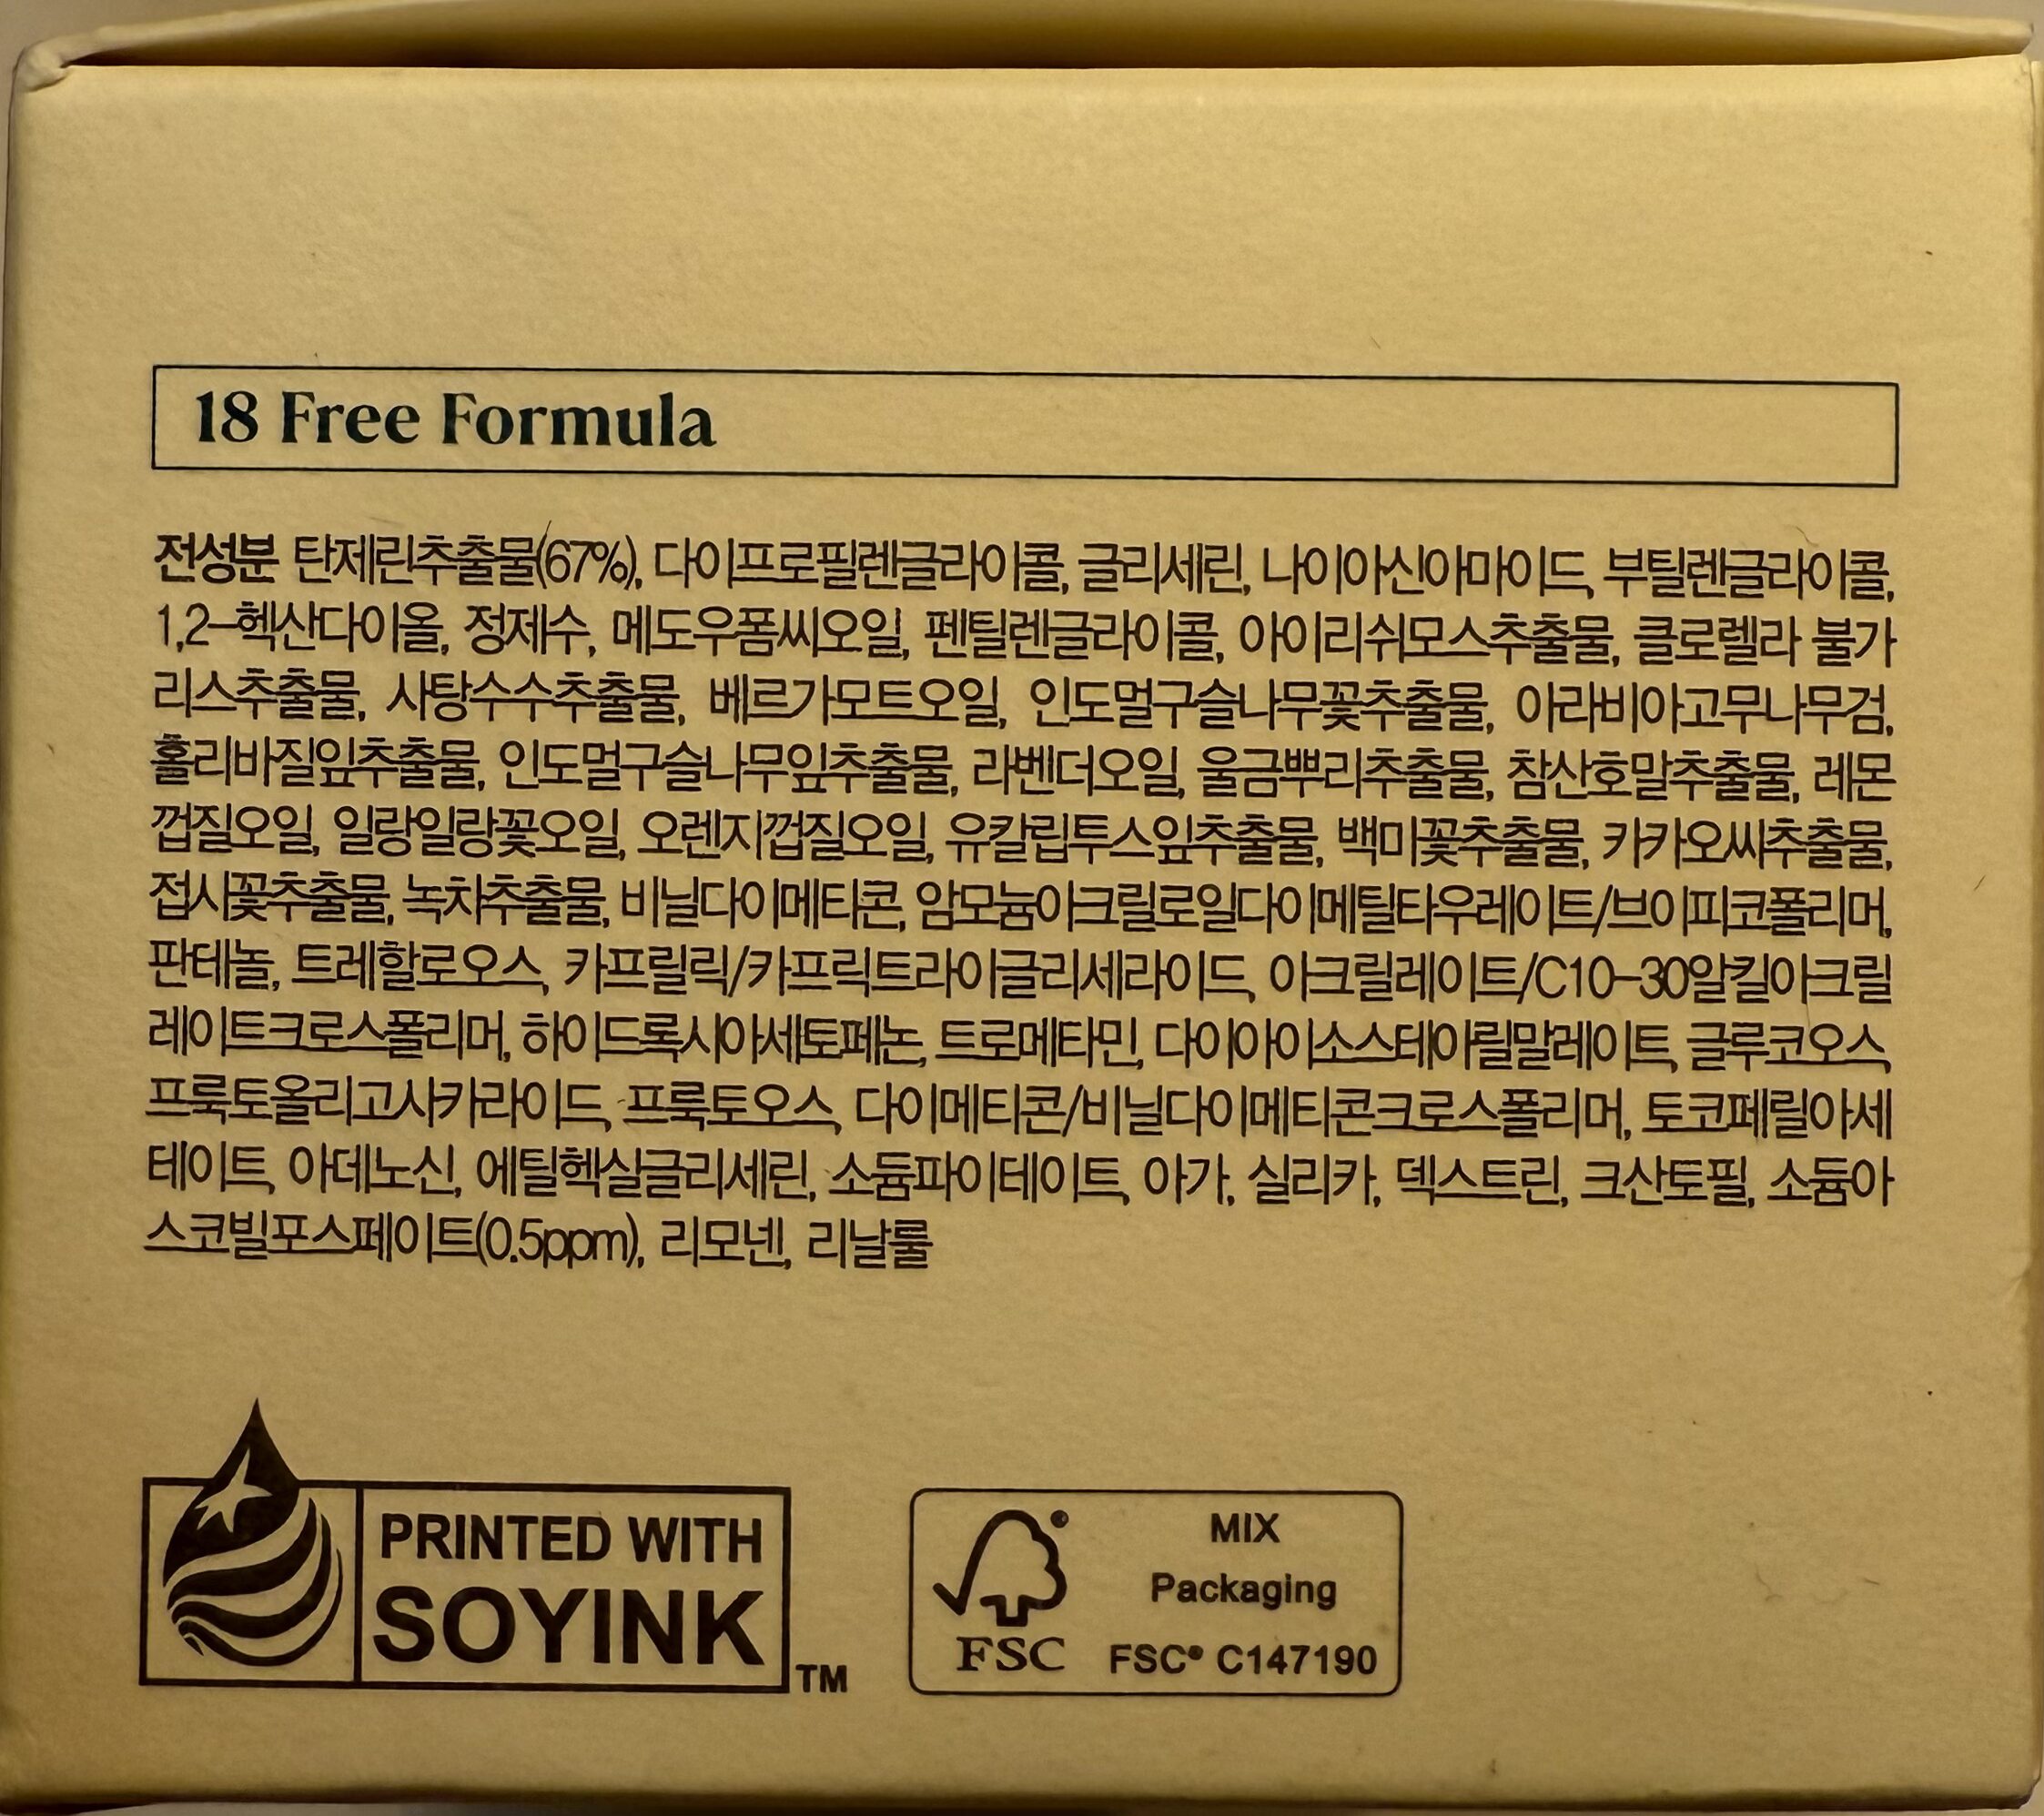 18 Free Formula
전성분 탄제린추출물(67%), 다이프로필렌글라이콜, 글리세린, 나이아신아마이드, 부틸렌글라이콜,
1,2-헥산다이올, 정제수, 메도우폼씨오일, 펜틸렌글라이콜, 아이리쉬모스추출물, 클로렐라 불가
리스추출물, 사탕수수추출물, 베르가모트오일, 인도멀구슬나무꽃추출물, 아라비아고무나무검,
홀리바질잎추출물, 인도멀구슬나무잎추출물, 라벤더오일, 울금뿌리추출물, 참산호말추출물, 레몬
껍질오일, 일랑일랑꽃오일, 오렌지껍질오일, 유칼립투스잎추출물, 백미꽃추출물, 카카오씨추출물,
접시꽃추출물, 녹차추출물, 비닐다이메티콘, 암모늄아크릴로일다이메틸타우레이트/브이피코폴리머,
판테놀, 트레할로오스, 카프릴릭/카프릭트라이글리세라이드, 아크릴레이트/C10-30알킬아크릴
레이트크로스폴리머, 하이드록시아세토페논, 트로메타민, 다이아이소스테아릴말레이트, 글루코오스,
프룩토올리고사카라이드, 프룩토오스, 다이메티콘/비닐다이메티콘크로스폴리머, 토코페릴아세
테이트, 아데노신, 에틸헥실글리세린, 소듐파이테이트, 아가, 실리카, 덱스트린, 크산토필, 소듐아
스코빌포스페이트(0.5ppm), 리모넨, 리날룰
PRINTED WITH
SOYINK
TM
FSC
MIX
Packaging
FSC® C147190